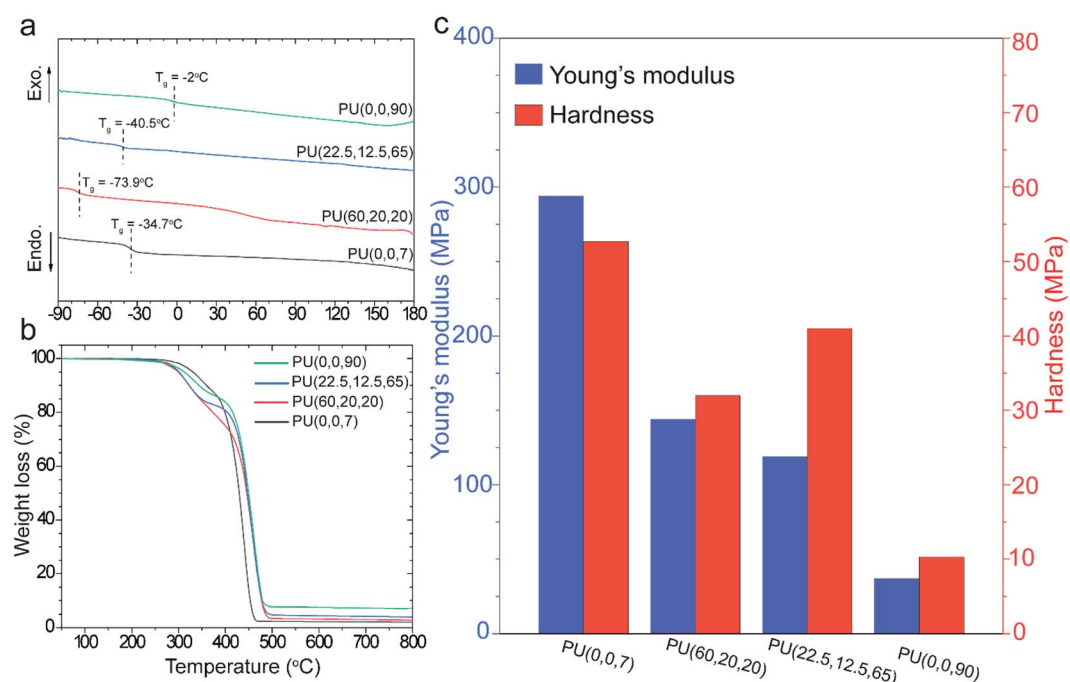 a
Exo.
Endo.
T_g = -2°C
PU(0,0,90)
T_g = -40.5°C
PU(22.5,12.5,65)
T_g = -73.9°C
PU(60,20,20)
T_g = -34.7°C
PU(0,0,7)
-90 -60 -30 0 30 60 90 120 150 180
b
100
80
60
40
20
0
Weight loss (%)
PU(0,0,90)
PU(22.5,12.5,65)
PU(60,20,20)
PU(0,0,7)
100 200 300 400 500 600 700 800
Temperature (°C)
c
400
300
200
100
0
Young's modulus (MPa)
Young's modulus
Hardness
80
70
60
50
40
30
20
10
0
Hardness (MPa)
PU(0,0,7)
PU(60,20,20)
PU(22.5,12.5,65)
PU(0,0,90)